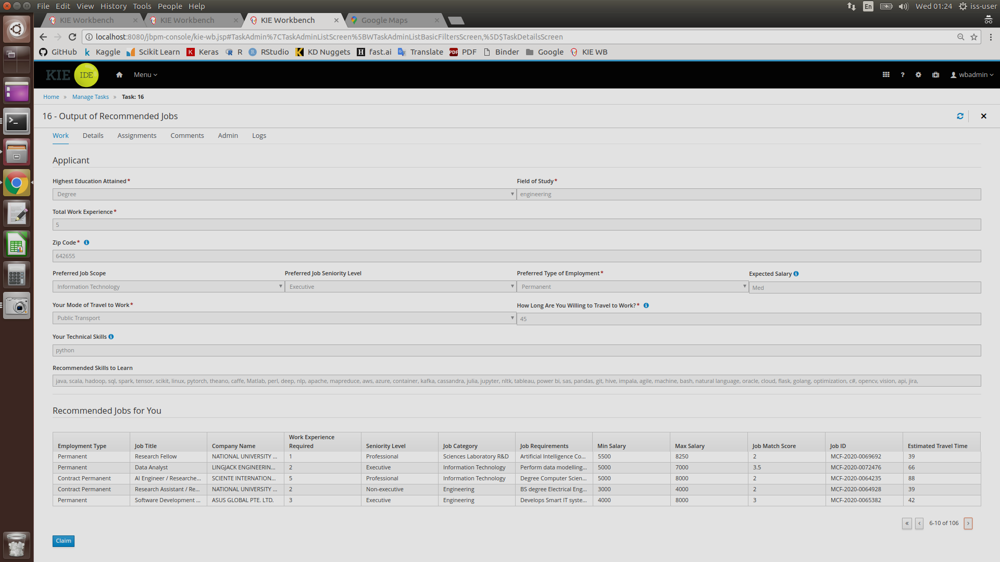 File Edit View History Tools People Help
En Wed 01:24 iss-user
KIE Workbench KIE Workbench KIE Workbench Google Maps
localhost:8080/jbpm-console/kie-wb.jsp#TaskAdmin%7CTaskAdminListScreen%5BWTaskAdminListBasicFiltersScreen,%5D$TaskDetailsScreen
GitHub Kaggle Scikit Learn Keras R RStudio KD Nuggets fast.ai Translate PDF Binder Google KIE WB
KIE IDE Menu ? wbadmin
Home » Manage Tasks » Task: 16
16 - Output of Recommended Jobs
Work Details Assignments Comments Admin Logs
Applicant
Highest Education Attained* Field of Study*
Degree engineering
Total Work Experience*
5
Zip Code*
642655
Preferred Job Scope Preferred Job Seniority Level Preferred Type of Employment* Expected Salary
Information Technology Executive Permanent Med
Your Mode of Travel to Work* How Long Are You Willing to Travel to Work?*
Public Transport 45
Your Technical Skills
python
Recommended Skills to Learn
java, scala, hadoop, sql, spark, tensor, scikit, linux, pytorch, theano, caffe, Matlab, perl, deep, nlp, apache, mapreduce, aws, azure, container, kafka, cassandra, julia, jupyter, nltk, tableau, power bi, sas, pandas, git, hive, impala, agile, machine, bash, natural language, oracle, cloud, flask, golang, optimization, c#, opencv, vision, api, jira,
Recommended Jobs for You
Employment Type Job Title Company Name Work Experience Required Seniority Level Job Category Job Requirements Min Salary Max Salary Job Match Score Job ID Estimated Travel Time
Permanent Research Fellow NATIONAL UNIVERSITY ... 1 Professional Sciences Laboratory R&D Artificial Intelligence Co... 5500 8250 2 MCF-2020-0069692 39
Permanent Data Analyst LINGJACK ENGINEERIN... 2 Executive Information Technology Perform data modelling... 5000 7000 3.5 MCF-2020-0072476 66
Contract Permanent AI Engineer / Researche... SCIENTE INTERNATION... 5 Professional Information Technology Degree Computer Scien... 5000 8000 2 MCF-2020-0064235 88
Contract Permanent Research Assistant / Re... NATIONAL UNIVERSITY ... 2 Non-executive Engineering BS degree Electrical Eng... 3000 4000 2 MCF-2020-0064928 39
Permanent Software Development ... ASUS GLOBAL PTE. LTD. 3 Executive Engineering Develops Smart IT syste... 4000 8000 3 MCF-2020-0065382 42
« ‹ 6-10 of 106 ›
Claim